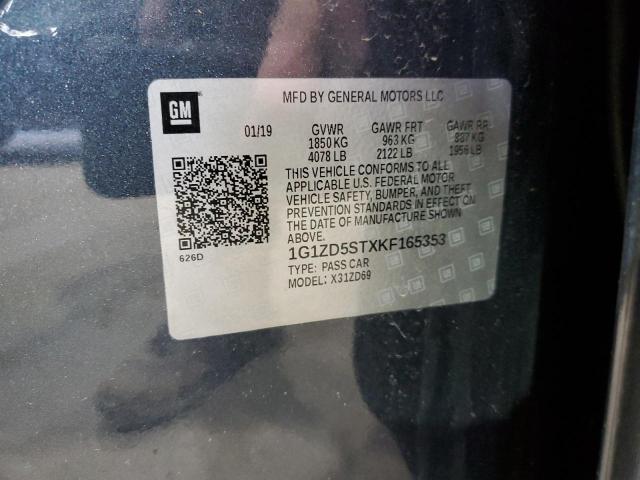 GM
MFD BY GENERAL MOTORS LLC
01/19 GVWR GAWR FRT GAWR RR
1850 KG 963 KG 887 KG
4078 LB 2122 LB 1956 LB
THIS VEHICLE CONFORMS TO ALL
APPLICABLE U.S. FEDERAL MOTOR
VEHICLE SAFETY, BUMPER, AND THEFT
PREVENTION STANDARDS IN EFFECT ON
THE DATE OF MANUFACTURE SHOWN
ABOVE.
626D
1G1ZD5STXKF165353
TYPE: PASS CAR
MODEL: X31ZD69